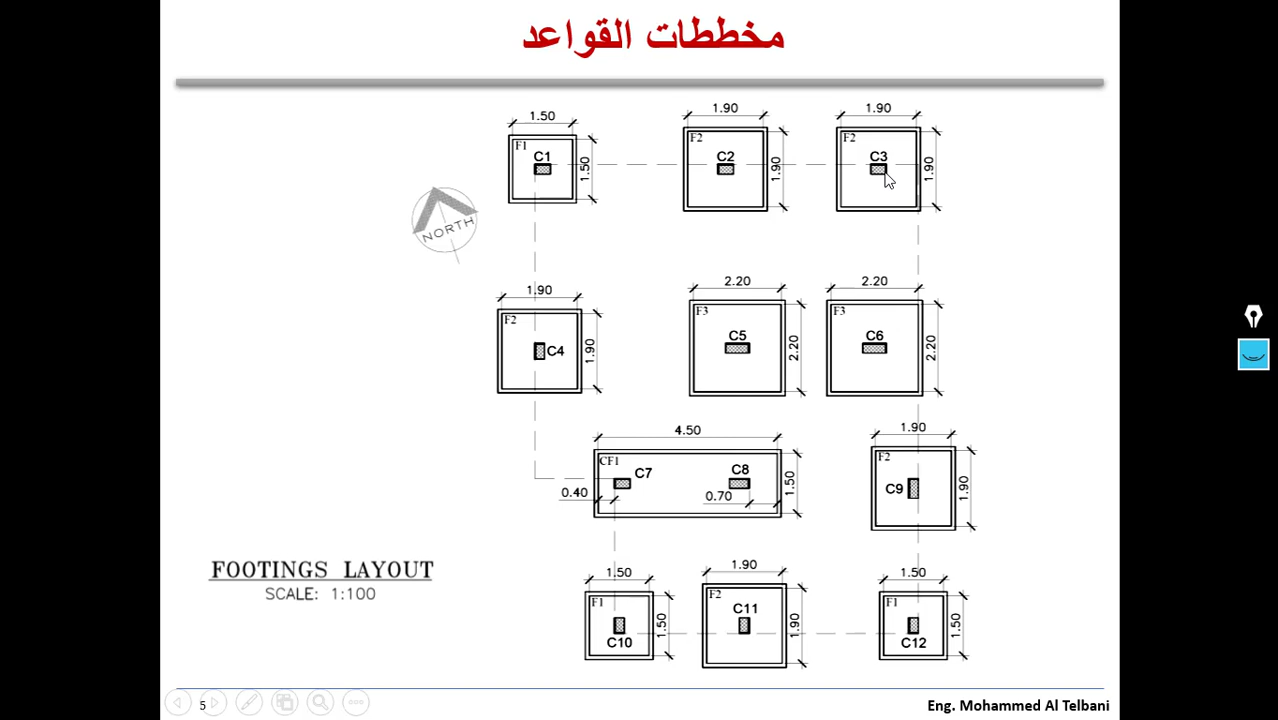 مخططات القواعد
1.50
1.90
1.90
F1
C1
1.50
F2
C2
1.90
F2
C3
1.90
NORTH
1.90
2.20
2.20
F2
C4
1.90
F3
C5
2.20
F3
C6
2.20
4.50
1.90
CF1
C7
C8
0.40
0.70
1.50
F2
C9
1.90
FOOTINGS LAYOUT
SCALE: 1:100
1.50
1.90
1.50
F1
C10
1.50
F2
C11
1.90
F1
C12
1.50
5
Eng. Mohammed Al Telbani